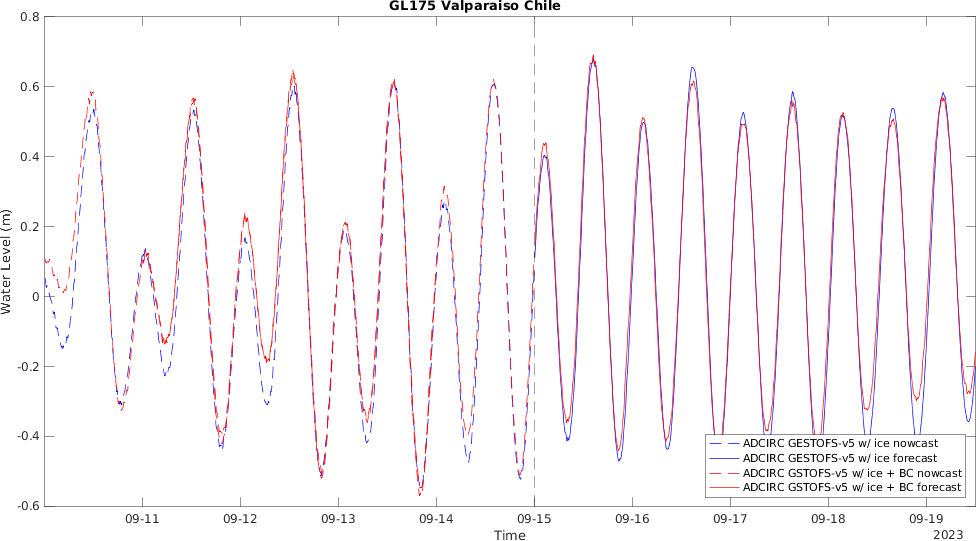 GL175 Valparaiso Chile
0.8
0.6
0.4
0.2
0
-0.2
-0.4
-0.6
Water Level (m)
09-11 09-12 09-13 09-14 09-15 09-16 09-17 09-18 09-19
Time
2023
ADCIRC GESTOFS-v5 w/ ice nowcast
ADCIRC GESTOFS-v5 w/ ice forecast
ADCIRC GSTOFS-v5 w/ ice + BC nowcast
ADCIRC GSTOFS-v5 w/ ice + BC forecast